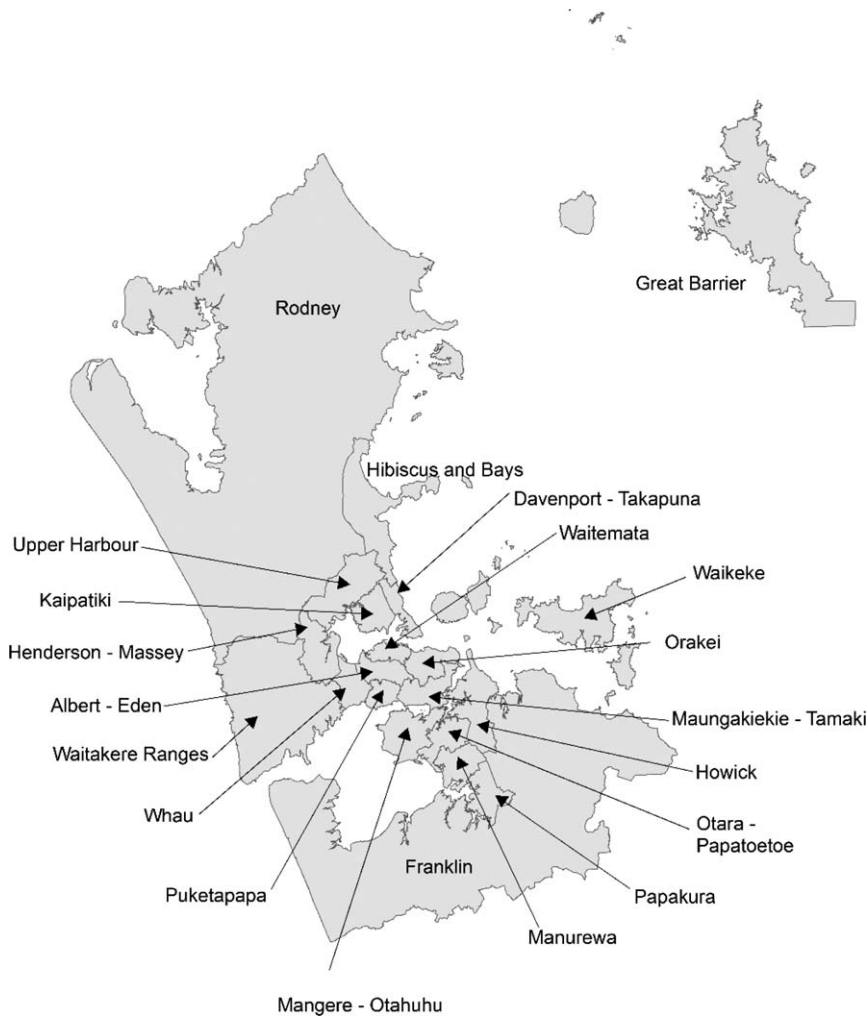 Great Barrier
Rodney
Hibiscus and Bays
Davenport - Takapuna
Waitemata
Upper Harbour
Waikeke
Kaipatiki
Orakei
Henderson - Massey
Albert - Eden
Maungakiekie - Tamaki
Waitakere Ranges
Howick
Whau
Otara -
Papatoetoe
Franklin
Puketapapa
Papakura
Manurewa
Mangere - Otahuhu